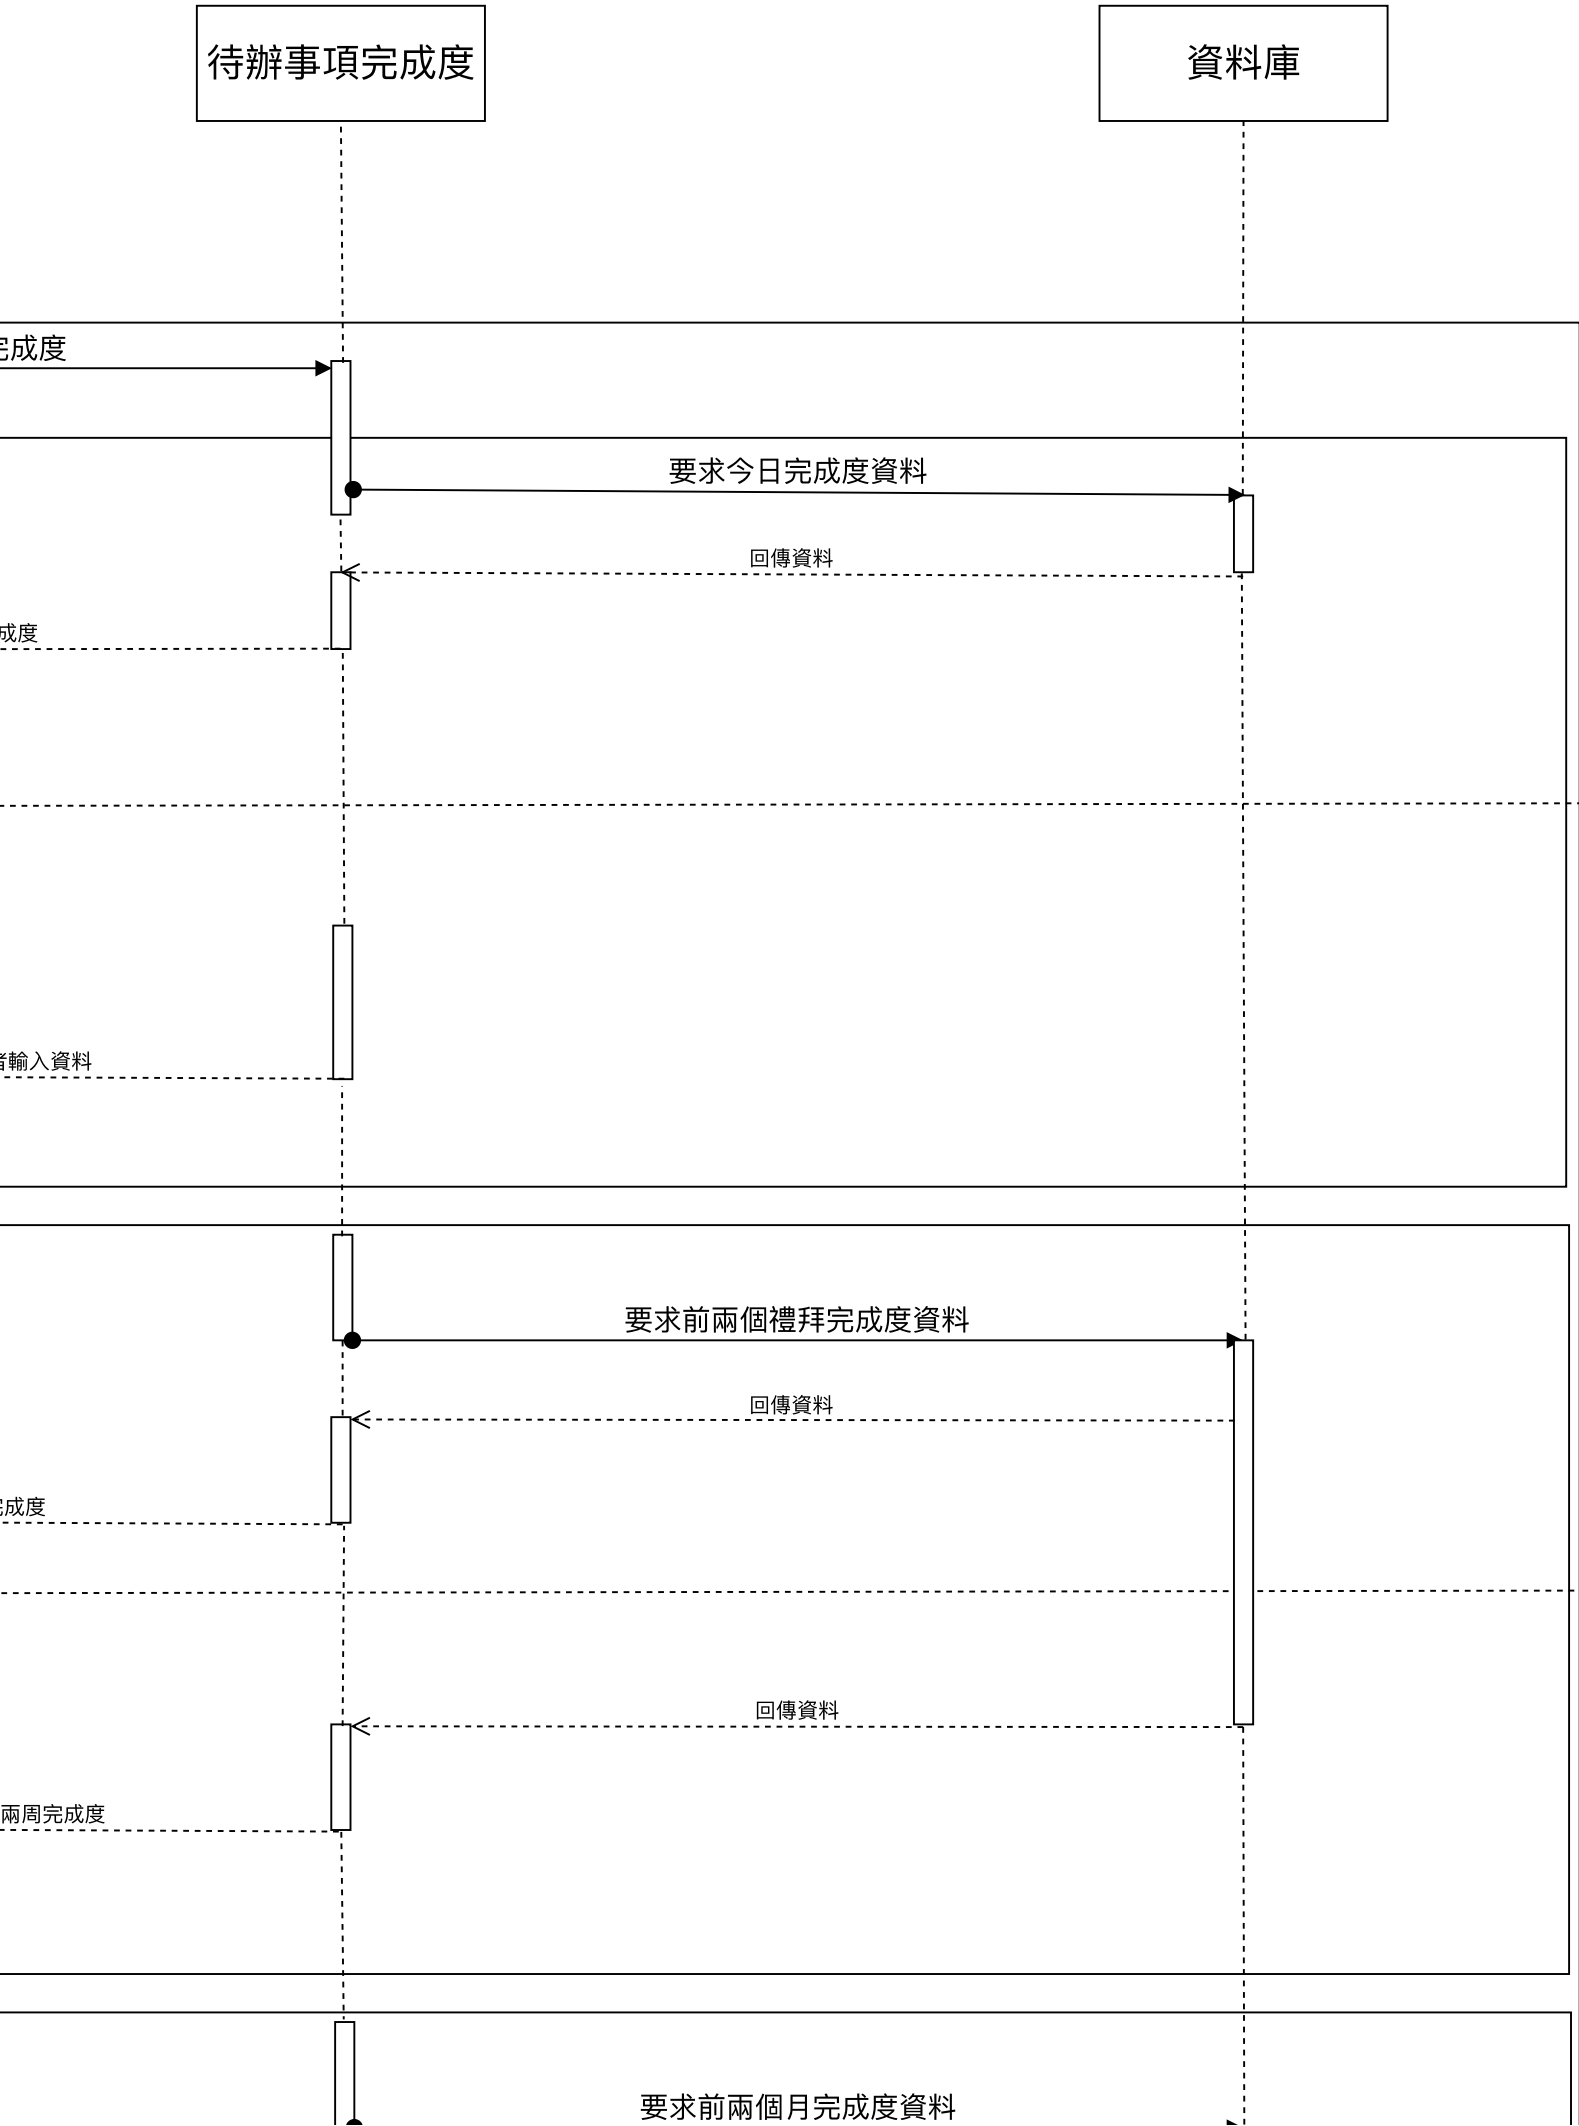 待辦事項完成度
資料庫
完成度
要求今日完成度資料
回傳資料
成度
輸入資料
要求前兩個禮拜完成度資料
回傳資料
完成度
回傳資料
兩周完成度
要求前兩個月完成度資料